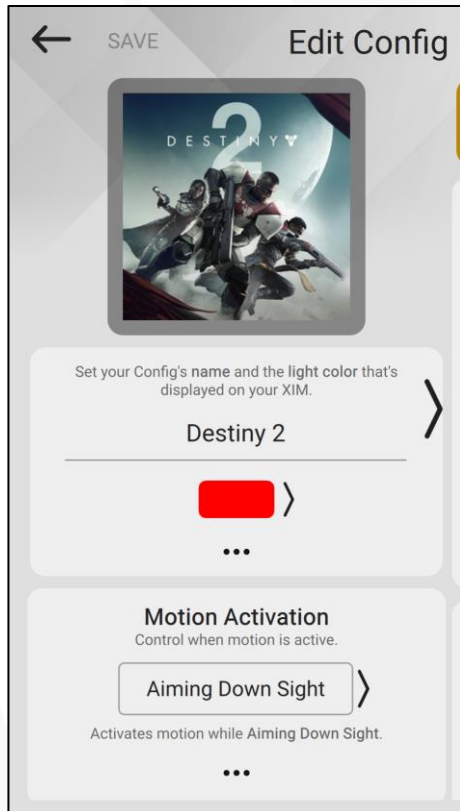 SAVE Edit Config
DESTINY
2
Set your Config's name and the light color that's
displayed on your XIM.
Destiny 2
Motion Activation
Control when motion is active.
Aiming Down Sight
Activates motion while Aiming Down Sight.